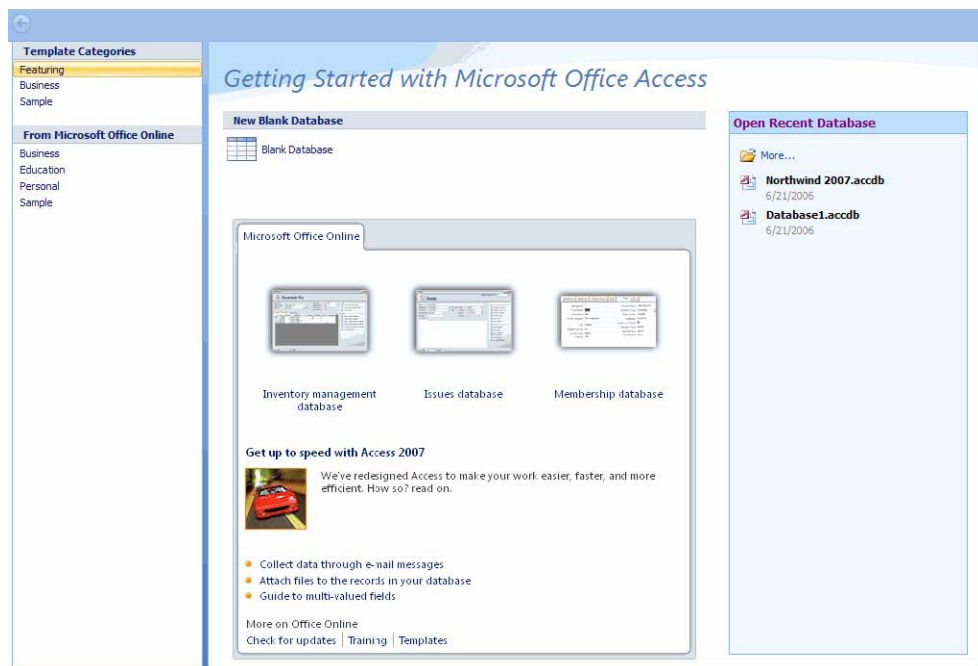 Template Categories
Featuring
Business
Sample
From Microsoft Office Online
Business
Education
Personal
Sample
Getting Started with Microsoft Office Access
New Blank Database
Blank Database
Microsoft Office Online
Inventory management
database
Issues database
Membership database
Get up to speed with Access 2007
We've redesigned Access to make your work easier, faster, and more
efficient. How so? read on.
Collect data through e-mail messages
Attach files to the records in your database
Guide to multi-valued fields
More on Office Online
Check for updates | Training | Templates
Open Recent Database
More...
Northwind 2007.accdb
6/21/2006
Database1.accdb
6/21/2006